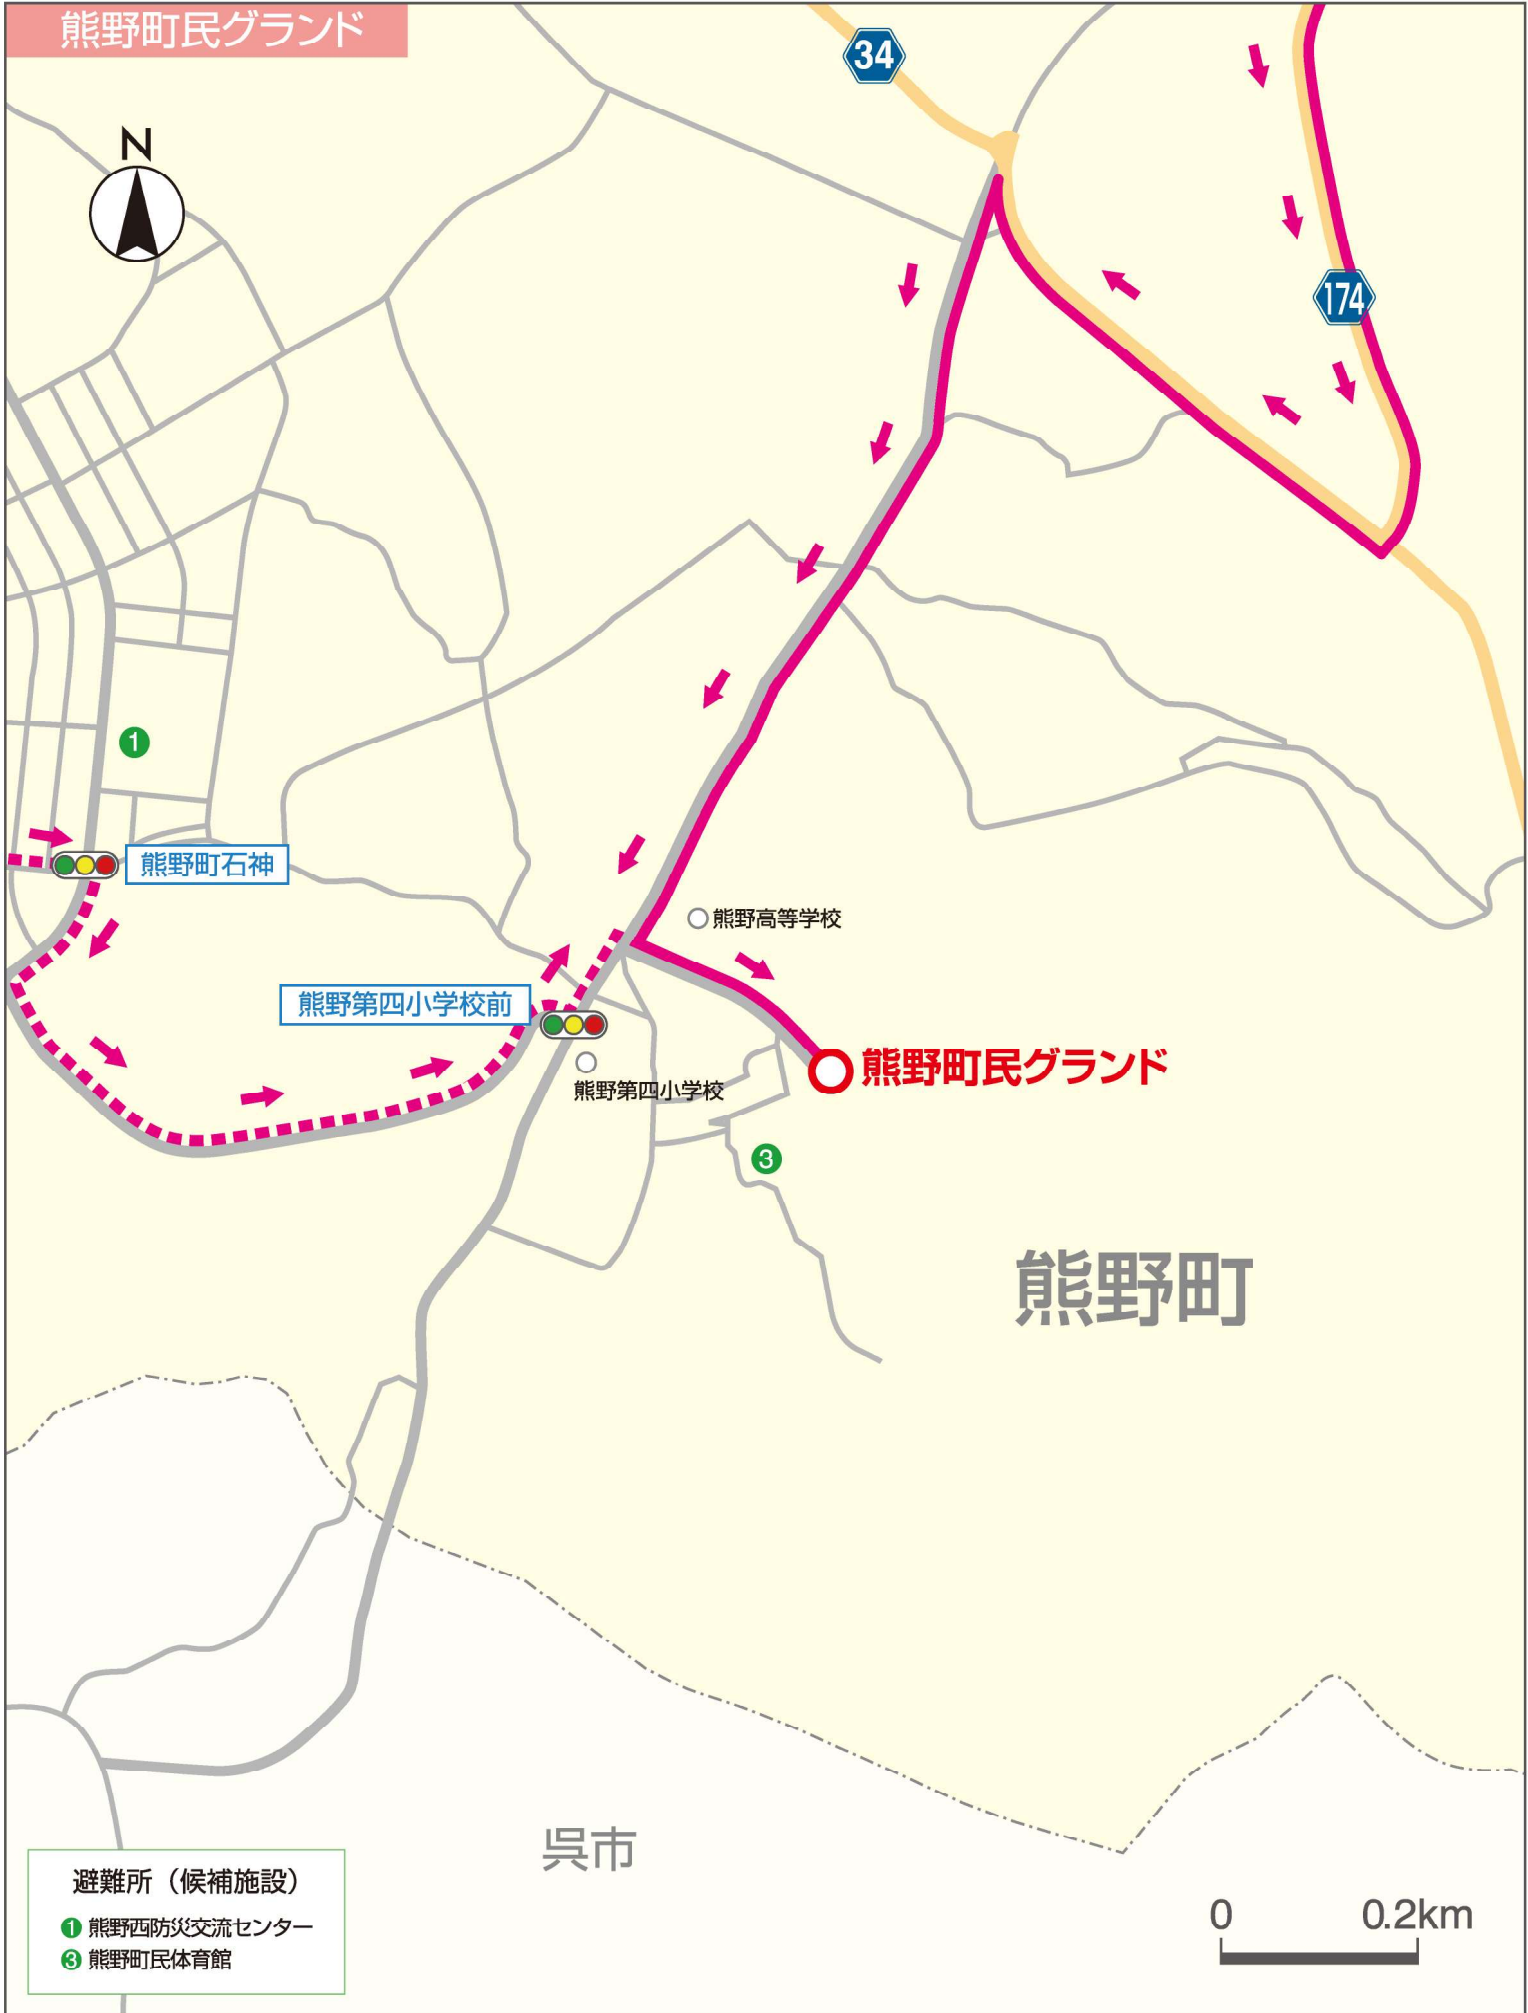 熊野町民グランド
34
N
174
1
熊野町石神
熊野高等学校
熊野第四小学校前
熊野町民グランド
熊野第四小学校
3
熊野町
呉市
避難所（候補施設）
1 熊野西防災交流センター
3 熊野町民体育館
0 0.2km